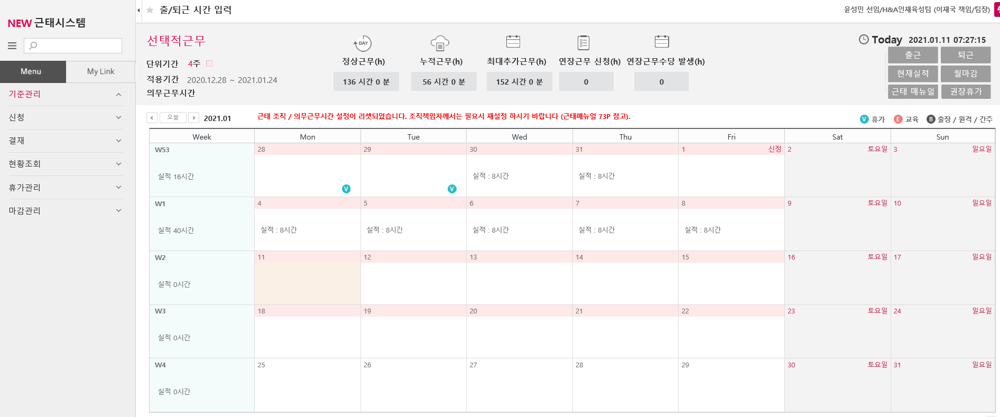 출/퇴근 시간 입력
윤성민 선임/H&A인재육성팀 (이재국 책임/팀장)
NEW 근태시스템
Menu
My Link
기준관리
신청
결재
현황조회
휴가관리
마감관리
선택적근무
단위기간 4주
적용기간 2020.12.28 ~ 2021.01.24
의무근무시간
DAY
정상근무(h)
136 시간 0 분
누적근무(h)
56 시간 0 분
최대추가근무(h)
152 시간 0 분
연장근무 신청(h)
0
연장근무수당 발생(h)
0
Today 2021.01.11 07:27:15
출근 퇴근
현재실적 월마감
근태 매뉴얼 권장휴가
오늘
2021.01
근태 조직 / 의무근무시간 설정이 리셋되었습니다. 조직책임자께서는 필요시 재설정 하시기 바랍니다 (근태매뉴얼 73P 참고).
V 휴가 E 교육 B 출장 / 원격 / 간주
Week Mon Tue Wed Thu Fri Sat Sun
W53 28 29 30 31 1 신정 2 토요일 3 일요일
실적 16시간 실적 : 8시간 실적 : 8시간
V V
W1 4 5 6 7 8 9 토요일 10 일요일
실적 40시간 실적 : 8시간 실적 : 8시간 실적 : 8시간 실적 : 8시간 실적 : 8시간
W2 11 12 13 14 15 16 토요일 17 일요일
실적 0시간
W3 18 19 20 21 22 23 토요일 24 일요일
실적 0시간
W4 25 26 27 28 29 30 토요일 31 일요일
실적 0시간